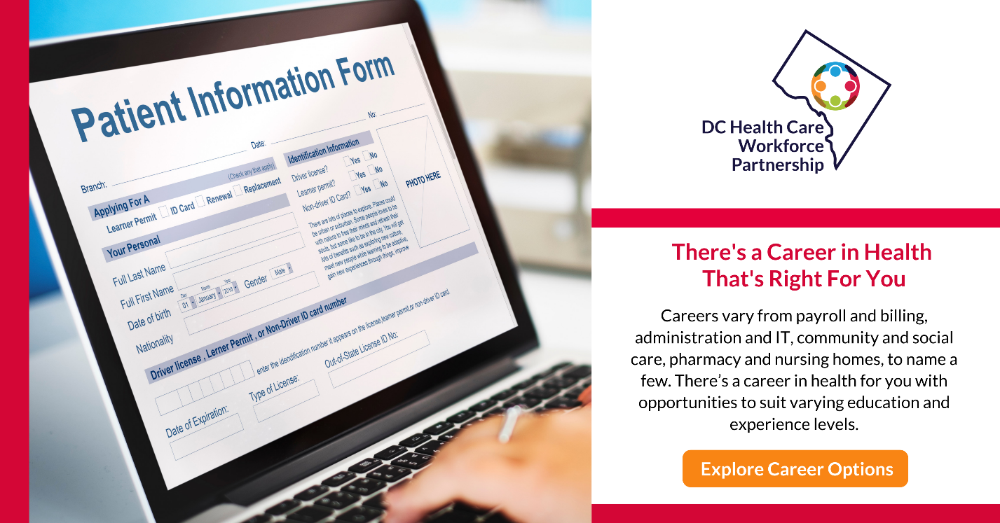 Patient Information Form
Branch:
Date:
No:
Applying For A
(Check any that apply)
Learner Permit
ID Card
Renewal
Replacement
Identification Information
Driver license?
Yes
No
Learner permit?
Yes
No
Non-driver ID Card?
Yes
No
PHOTO HERE
There are lots of places to explore. Places could
be urban or suburban. Some people loves to be
with nature to free their minds and refresh their
souls, but some like to be in the city. You will get
lots of benefits such as exploring new culture,
meet new people while learning to be adaptive,
gain new experiences through things, improve
Your Personal
Full Last Name
Full First Name
Date of birth
Day
Month
Year
01
January
2016
Gender
Male
Nationality
Driver license , Lerner Permit , or Non-Driver ID card number
enter the identification number it appears on the license,learner permit,or non-driver ID card.
Date of Expiration:
Type of License:
Out-of-State License ID No:
DC Health Care
Workforce
Partnership
There's a Career in Health
That's Right For You
Careers vary from payroll and billing,
administration and IT, community and social
care, pharmacy and nursing homes, to name a
few. There’s a career in health for you with
opportunities to suit varying education and
experience levels.
Explore Career Options